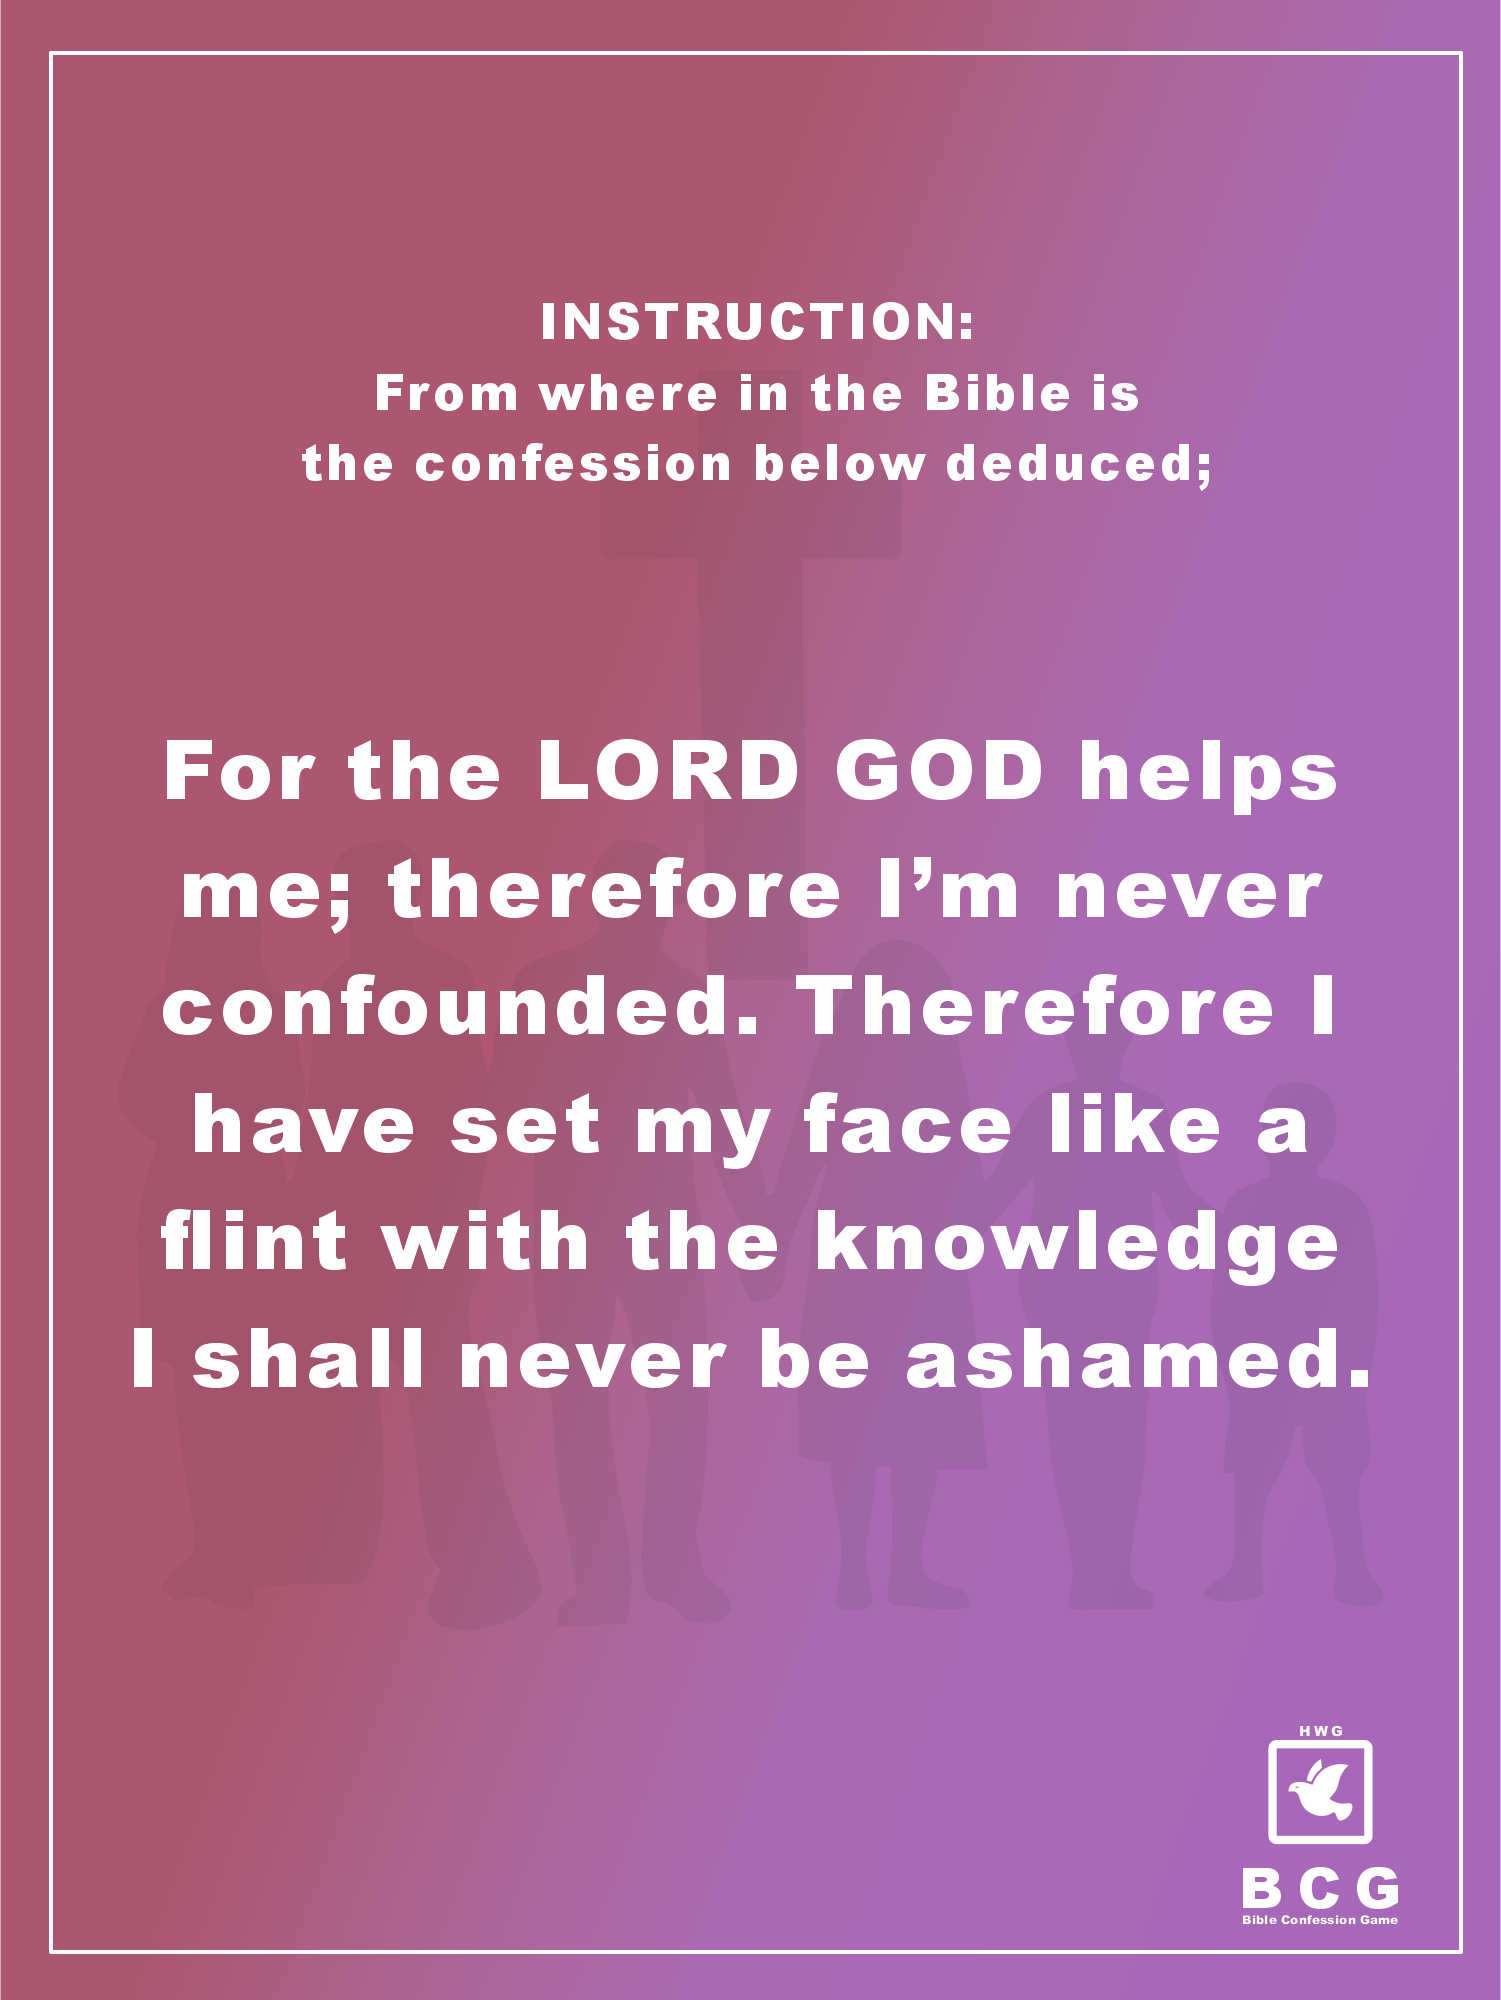 INSTRUCTION:
From where in the Bible is
the confession below deduced;
For the LORD GOD helps
me; therefore I’m never
confounded. Therefore I
have set my face like a
flint with the knowledge
I shall never be ashamed.
HWG
BCG
Bible Confession Game